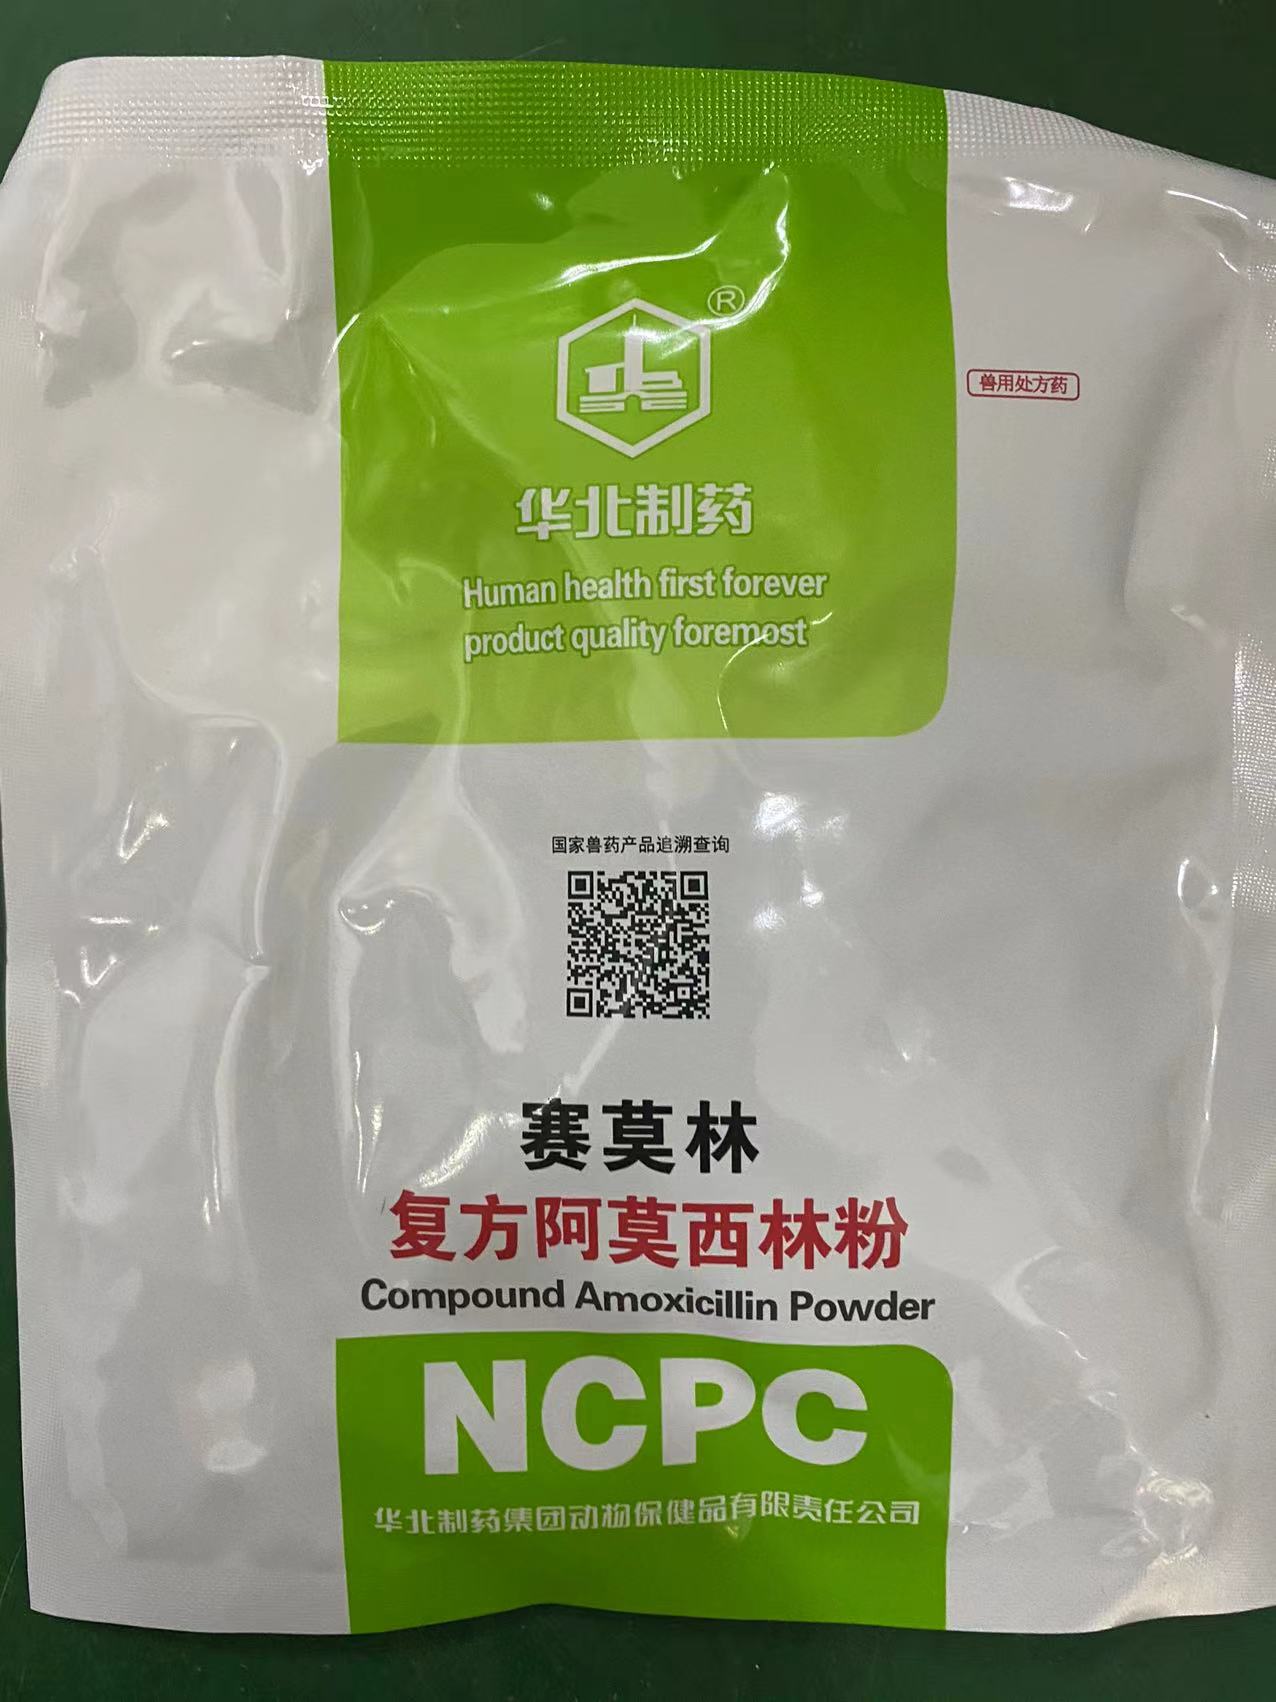 ®
华北制药
Human health first forever
product quality foremost
兽用处方药
国家兽药产品追溯查询
赛莫林
复方阿莫西林粉
Compound Amoxicillin Powder
NCPC
华北制药集团动物保健品有限责任公司